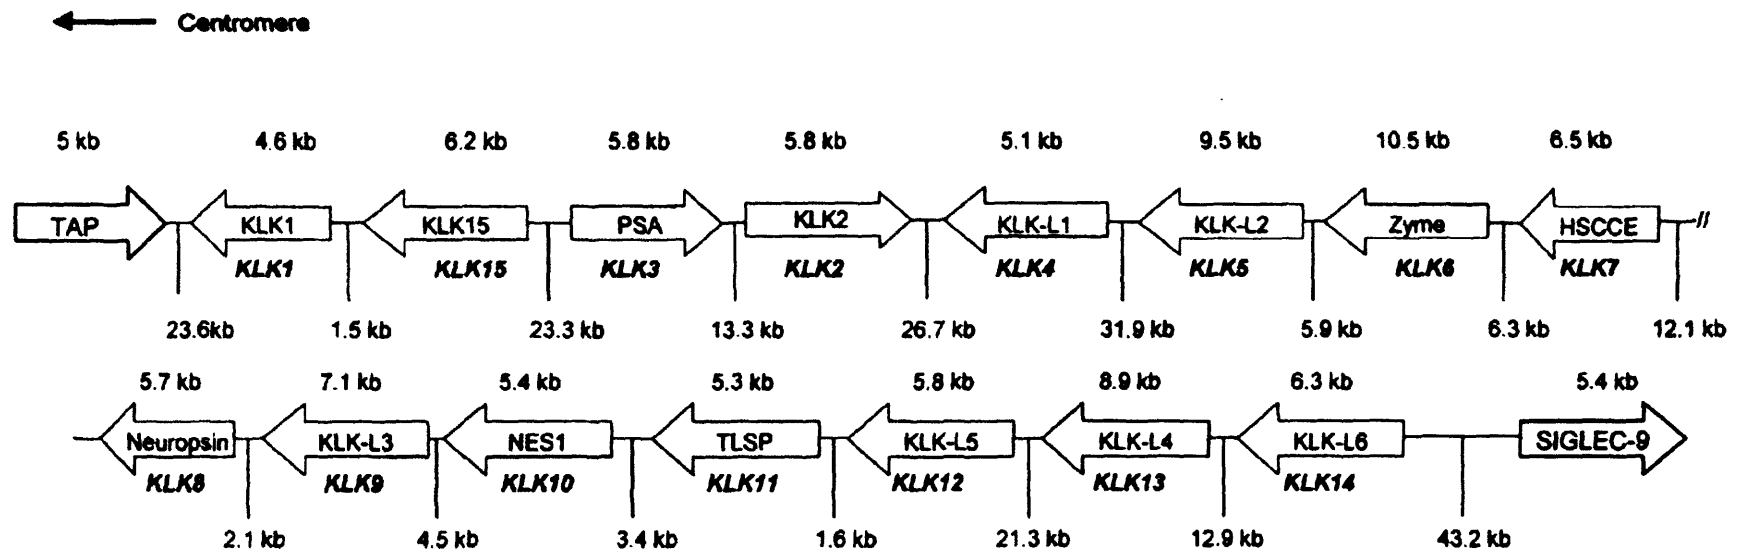 Centromere
5 kb 4.6 kb 6.2 kb 5.8 kb 5.8 kb 5.1 kb 9.5 kb 10.5 kb 6.5 kb
TAP KLK1 KLK15 PSA KLK2 KLK-L1 KLK-L2 Zyme HSCCE //
KLK1 KLK15 KLK3 KLK2 KLK4 KLK5 KLK6 KLK7
23.6kb 1.5 kb 23.3 kb 13.3 kb 26.7 kb 31.9 kb 5.9 kb 6.3 kb 12.1 kb
5.7 kb 7.1 kb 5.4 kb 5.3 kb 5.8 kb 8.9 kb 6.3 kb 5.4 kb
Neuropsin KLK-L3 NES1 TLSP KLK-L5 KLK-L4 KLK-L6 SIGLEC-9
KLK8 KLK9 KLK10 KLK11 KLK12 KLK13 KLK14
2.1 kb 4.5 kb 3.4 kb 1.6 kb 21.3 kb 12.9 kb 43.2 kb